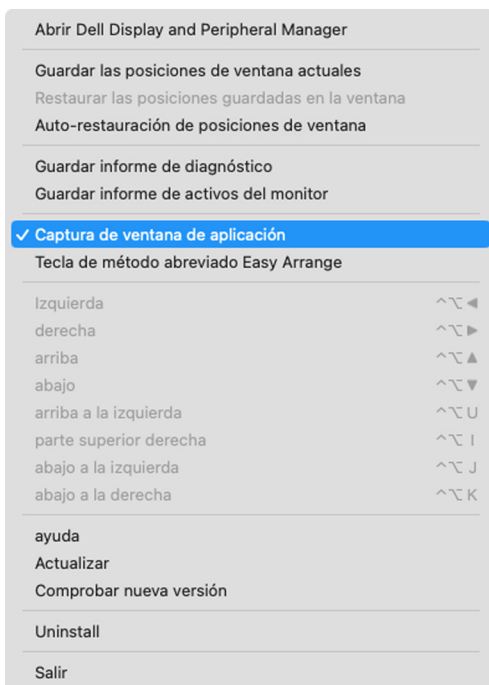 Abrir Dell Display and Peripheral Manager
Guardar las posiciones de ventana actuales
Restaurar las posiciones guardadas en la ventana
Auto-restauración de posiciones de ventana
Guardar informe de diagnóstico
Guardar informe de activos del monitor
✓ Captura de ventana de aplicación
Tecla de método abreviado Easy Arrange
Izquierda ^⌥◀
derecha ^⌥▶
arriba ^⌥▲
abajo ^⌥▼
arriba a la izquierda ^⌥U
parte superior derecha ^⌥I
abajo a la izquierda ^⌥J
abajo a la derecha ^⌥K
ayuda
Actualizar
Comprobar nueva versión
Uninstall
Salir